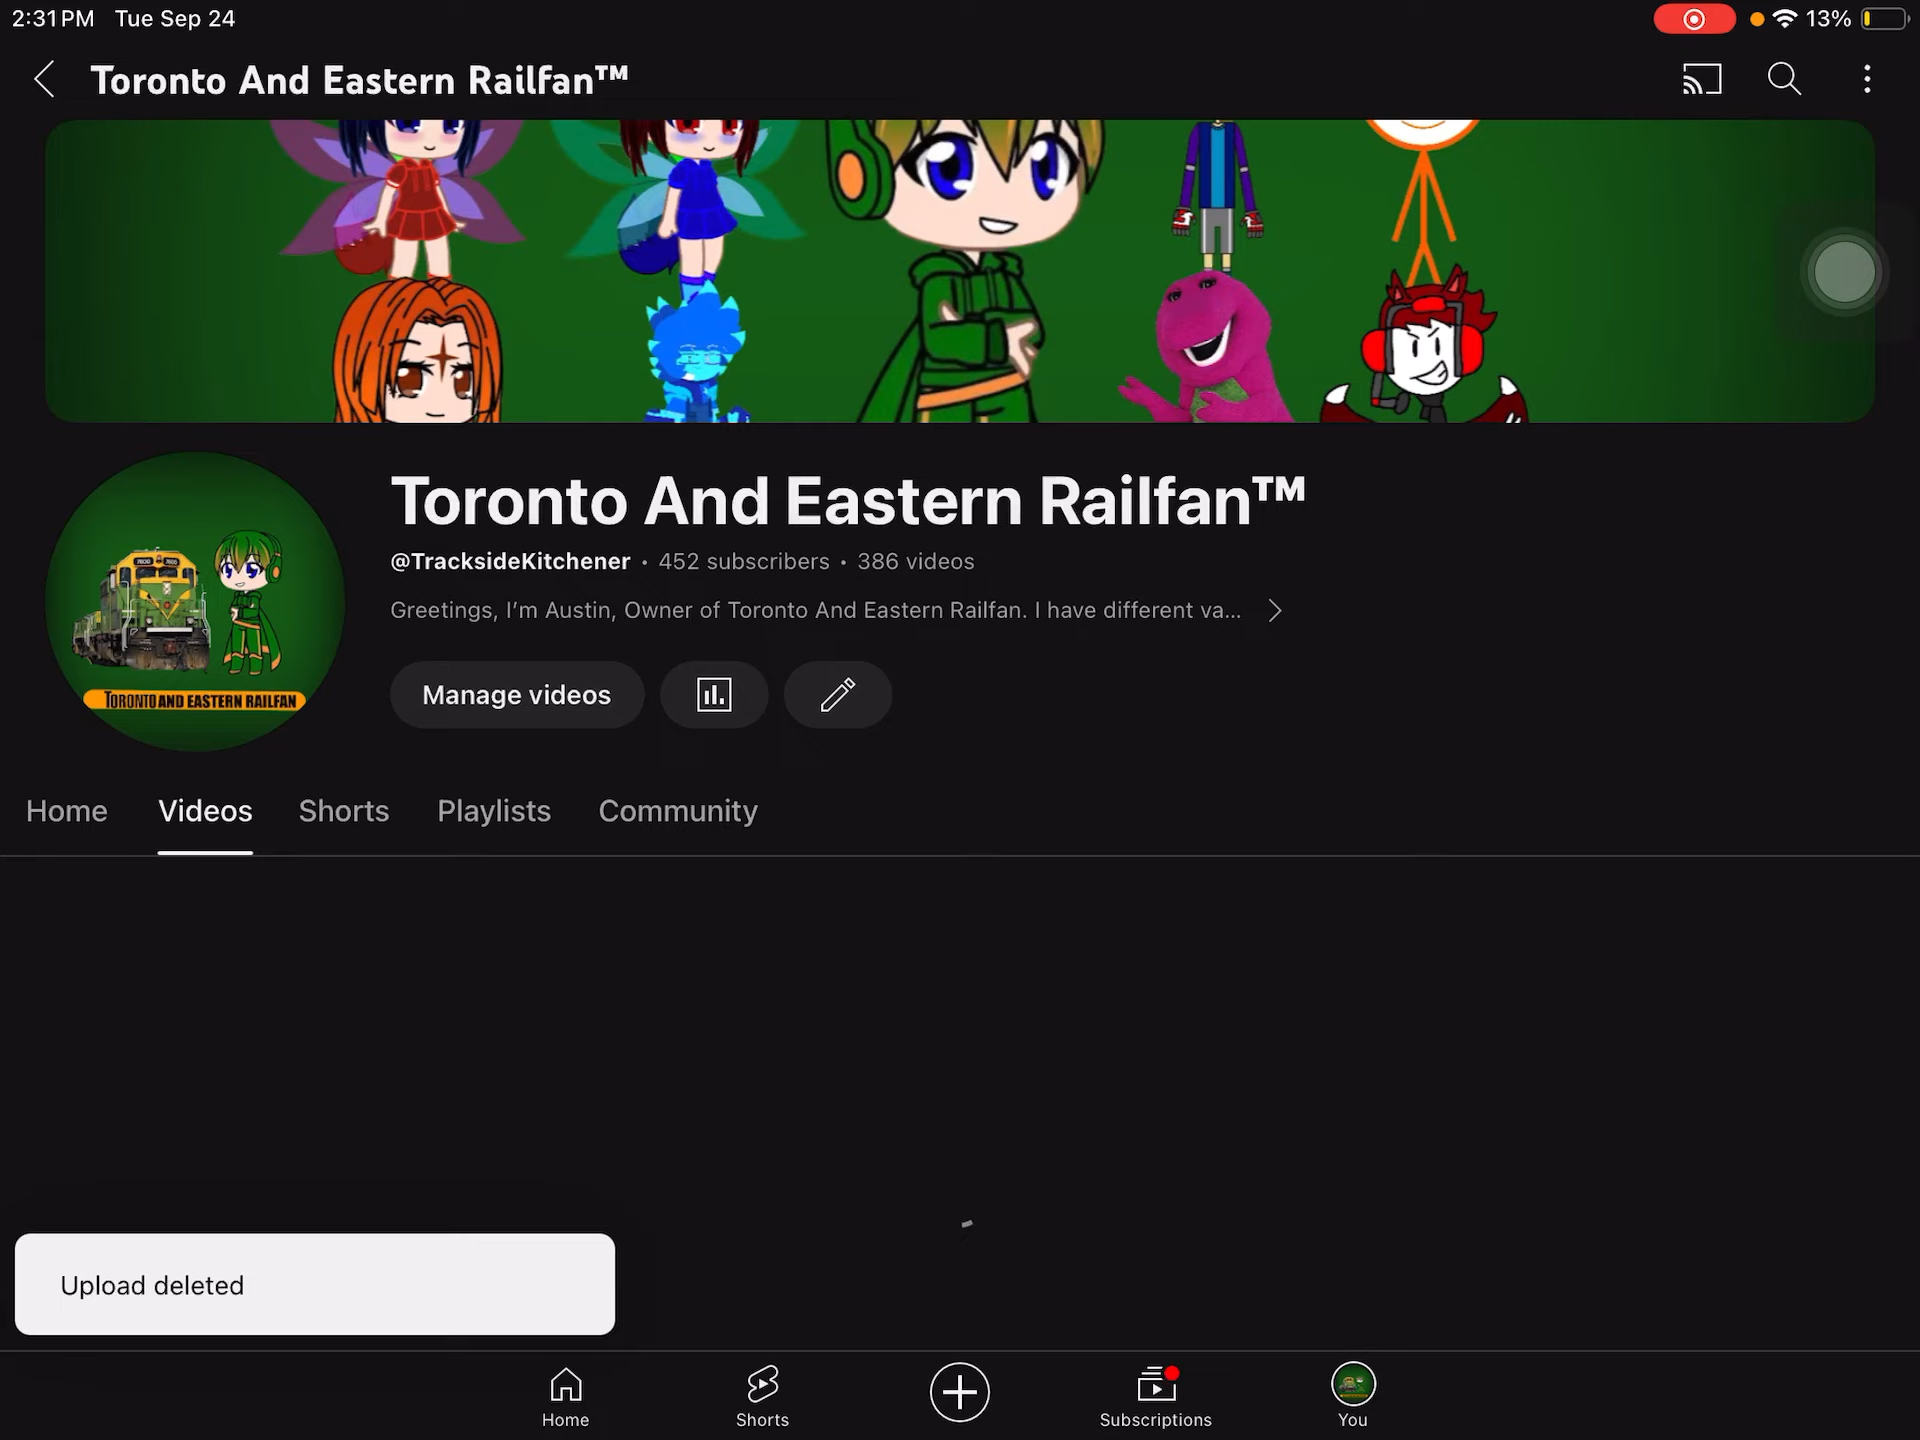 2:31 PM Tue Sep 24
13%
Toronto And Eastern Railfan™
TORONTO AND EASTERN RAILFAN
Toronto And Eastern Railfan™
@TracksideKitchener • 452 subscribers • 386 videos
Greetings, I'm Austin, Owner of Toronto And Eastern Railfan. I have different va...
Manage videos
Home Videos Shorts Playlists Community
Upload deleted
Home Shorts Subscriptions You